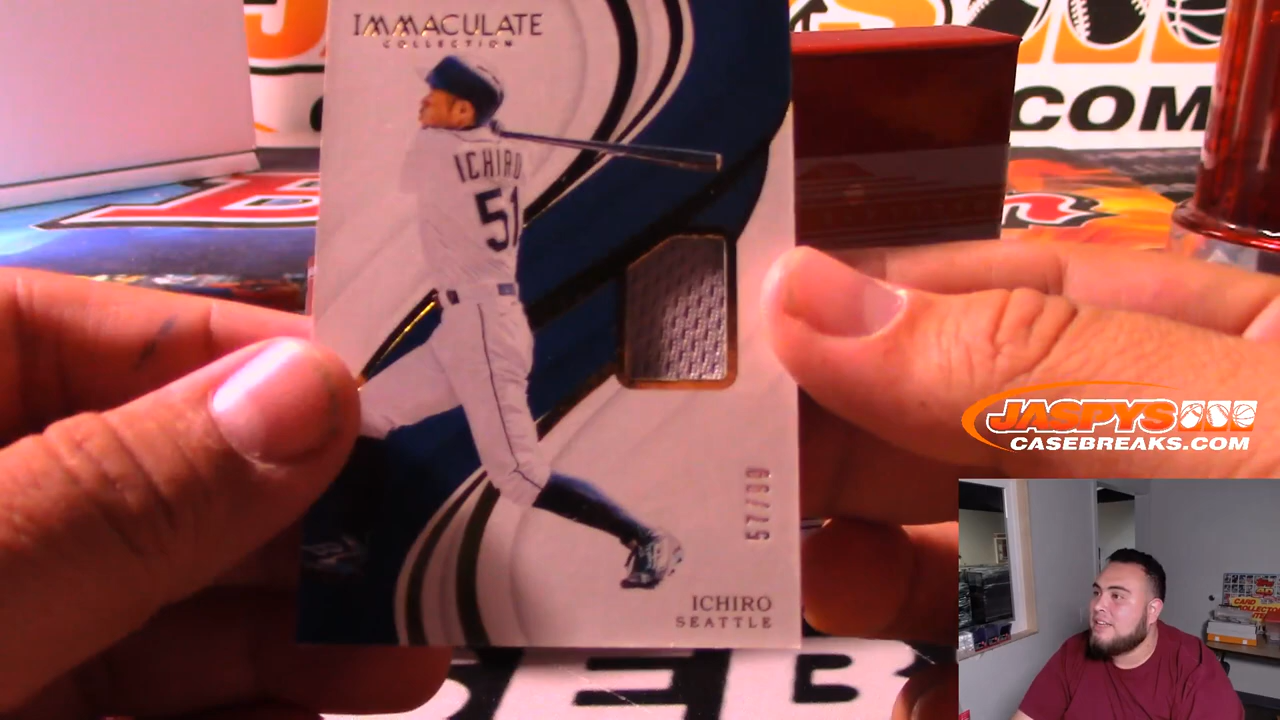 IMMACULATE
COLLECTION
ICHIRO
51
57/99
ICHIRO
SEATTLE
.COM
JASPYS
CASEBREAKS.COM